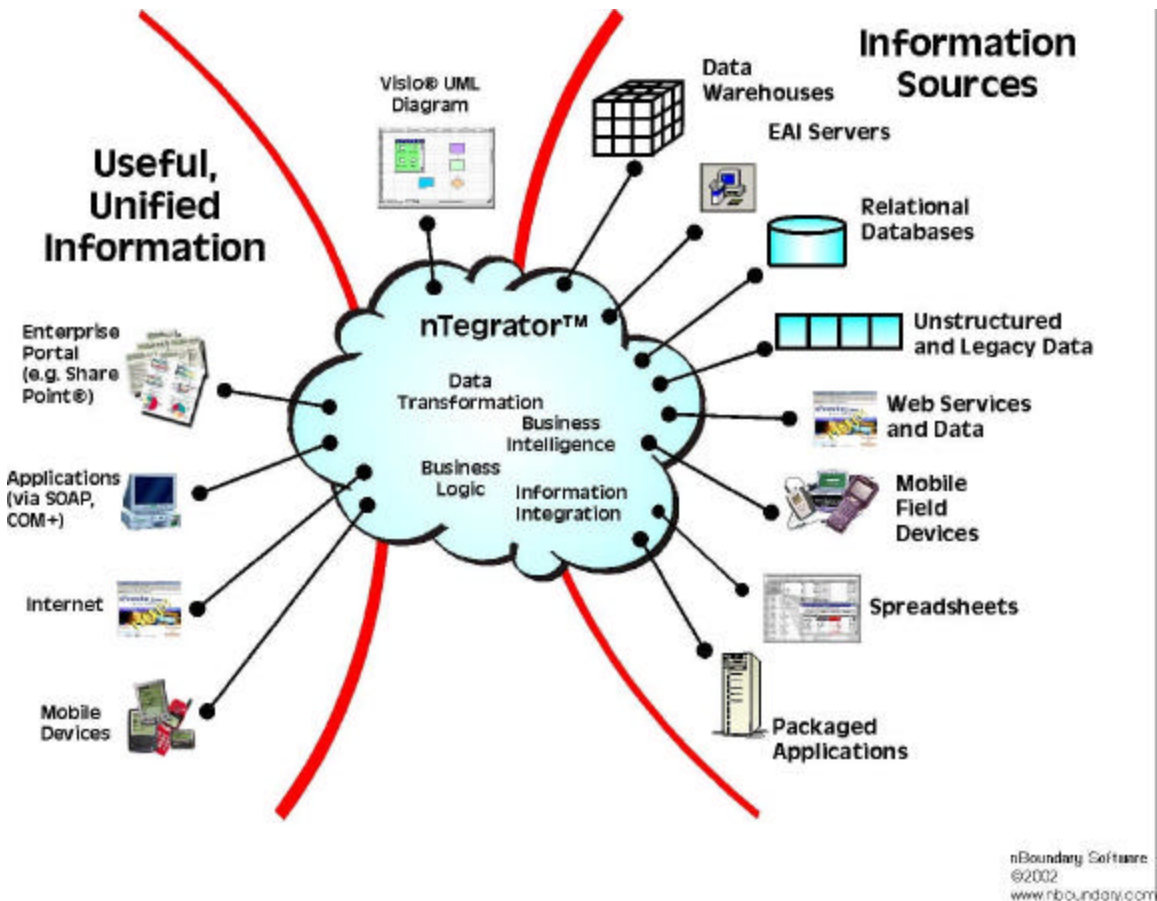 Information
Sources
Useful,
Unified
Information
Visio® UML
Diagram
Data
Warehouses
EAI Servers
Relational
Databases
Unstructured
and Legacy Data
Web Services
and Data
Mobile
Field
Devices
Spreadsheets
Packaged
Applications
Enterprise
Portal
(e.g. Share
Point®)
Applications
(via SOAP,
COM+)
Internet
Mobile
Devices
nTegrator™
Data
Transformation
Business
Intelligence
Business
Logic
Information
Integration
nBoundary Software
©2002
www.nboundary.com